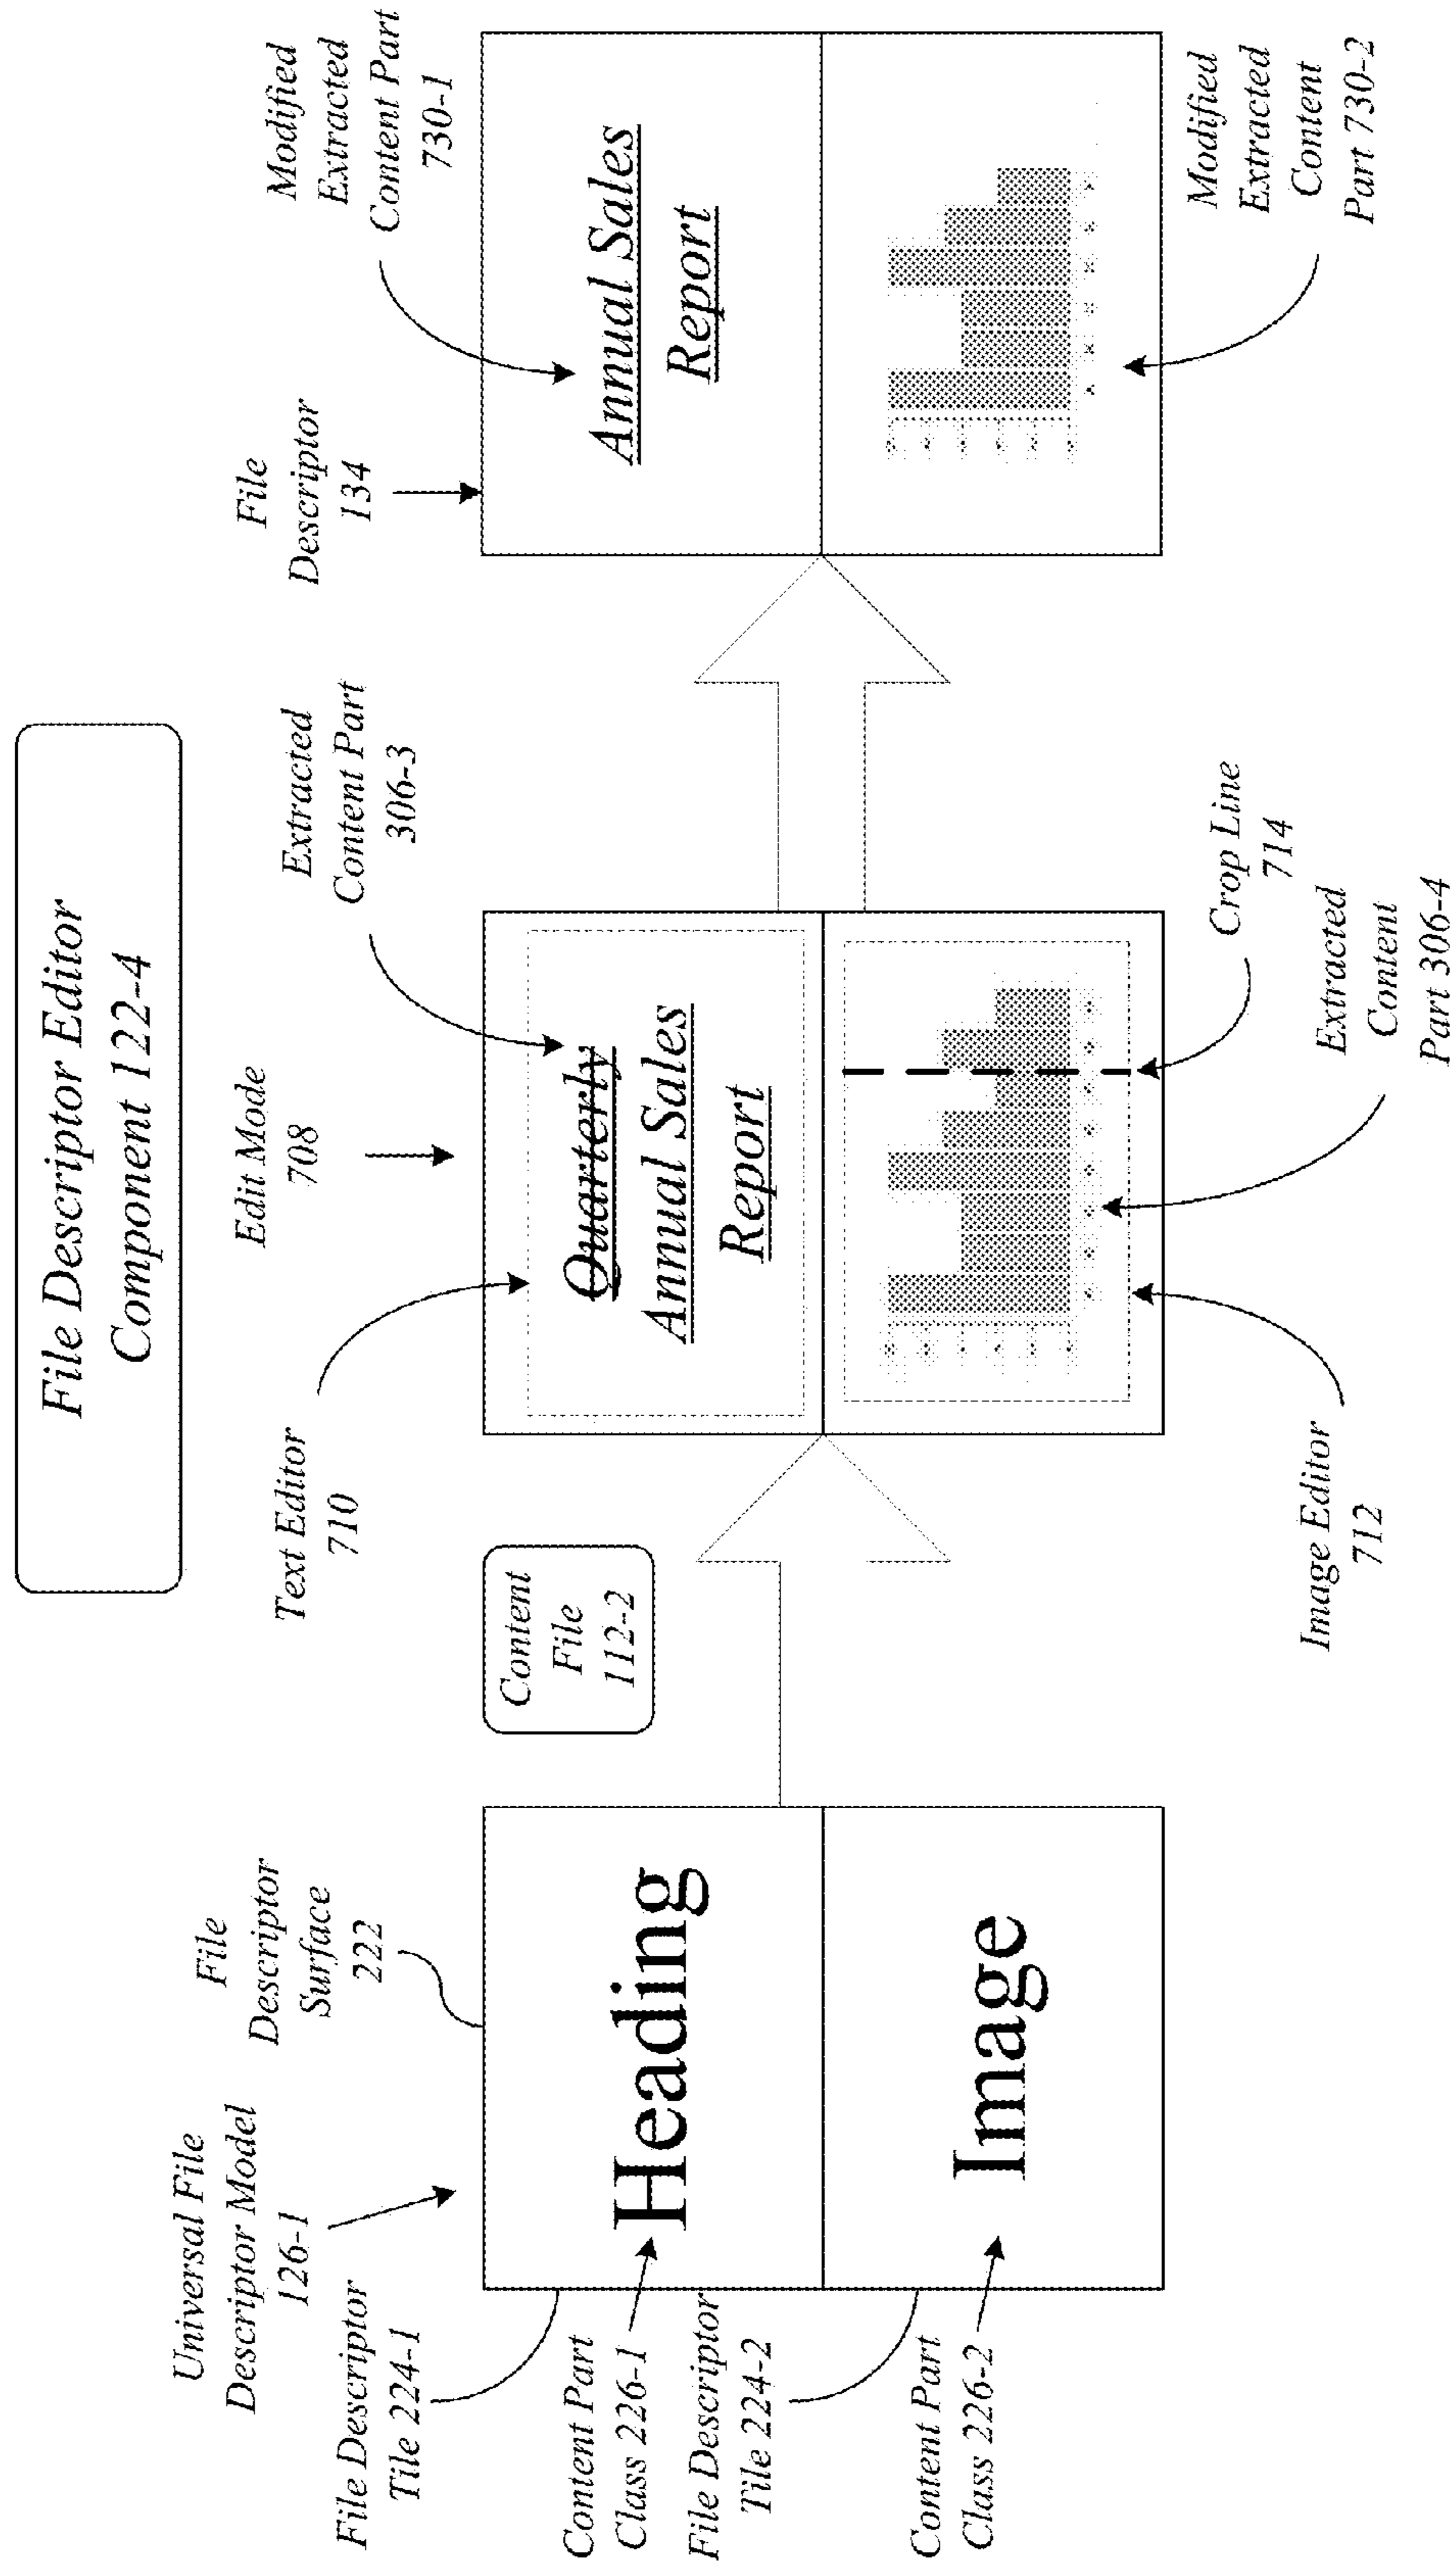 File Descriptor Editor
Component 122-4
Universal File
Descriptor Model
126-1
File
Descriptor
Surface
222
File Descriptor
Tile 224-1
Content Part
Class 226-1
File Descriptor
Tile 224-2
Content Part
Class 226-2
Heading
Image
Content
File
112-2
Text Editor
710
Edit Mode
708
Extracted
Content Part
306-3
Quarterly
Annual Sales
Report
Image Editor
712
Crop Line
714
Extracted
Content
Part 306-4
File
Descriptor
134
Modified
Extracted
Content Part
730-1
Annual Sales
Report
Modified
Extracted
Content
Part 730-2